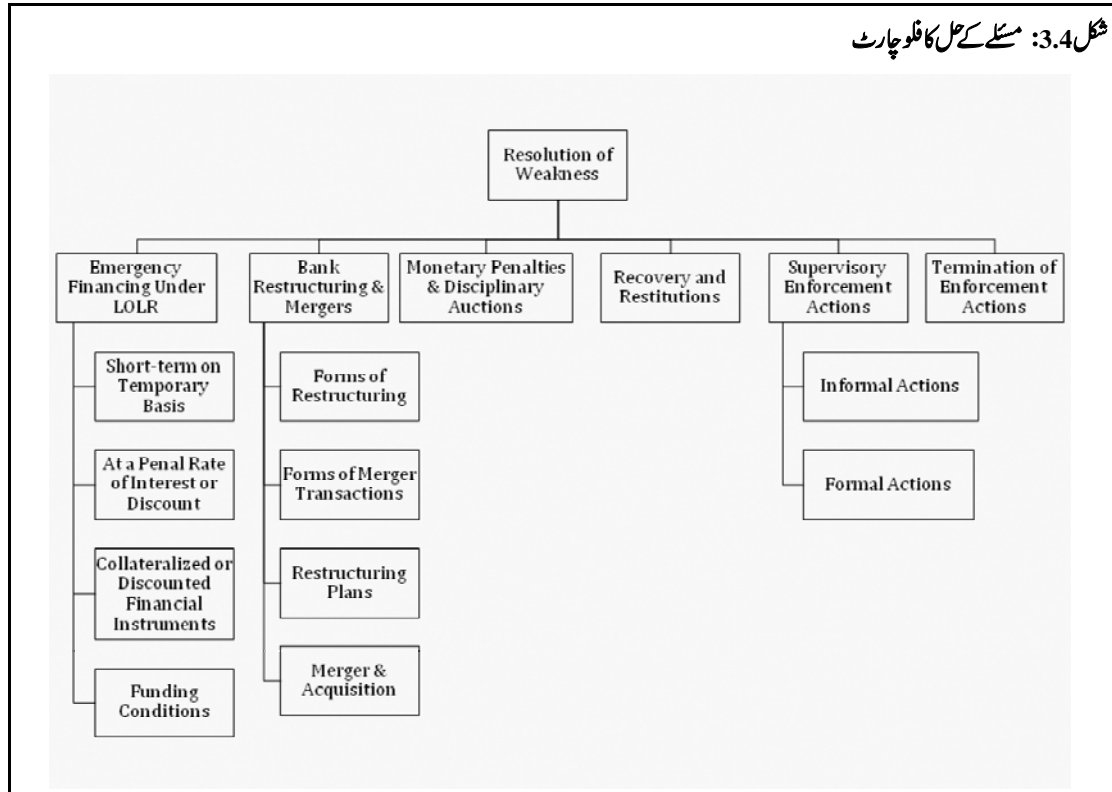 شکل 3.4: مسئلے کے حل کا فلو چارٹ
Resolution of
Weakness
Emergency
Financing Under
LOLR
Bank
Restructuring &
Mergers
Monetary Penalties
& Disciplinary
Auctions
Recovery and
Restitutions
Supervisory
Enforcement
Actions
Termination of
Enforcement
Actions
Short-term on
Temporary
Basis
At a Penal Rate
of Interest or
Discount
Collateralized or
Discounted
Financial
Instruments
Funding
Conditions
Forms of
Restructuring
Forms of Merger
Transactions
Restructuring
Plans
Merger &
Acquisition
Informal Actions
Formal Actions